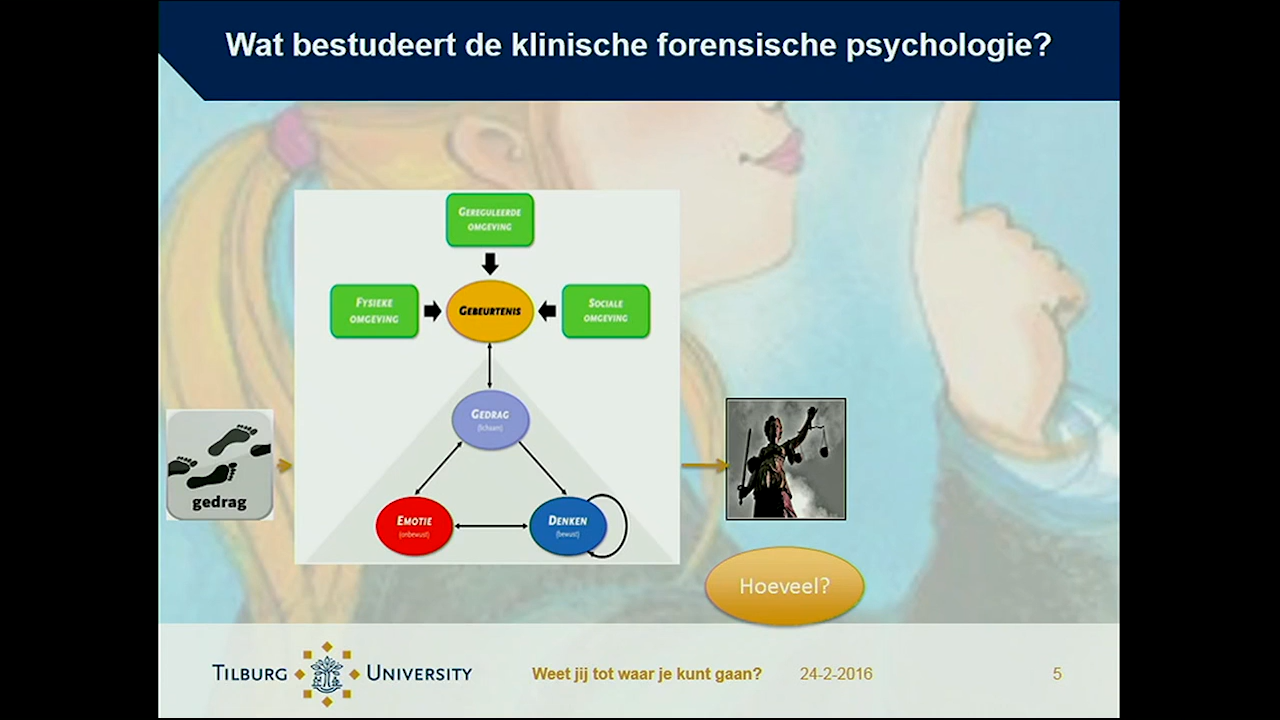 Wat bestudeert de klinische forensische psychologie?
GEREGULEERDE
OMGEVING
FYSIEKE
OMGEVING
GEBEURTENIS
SOCIALE
OMGEVING
GEDRAG
(lichaam)
EMOTIE
(onbewust)
DENKEN
(bewust)
gedrag
Hoeveel?
TILBURG UNIVERSITY
Weet jij tot waar je kunt gaan? 24-2-2016 5